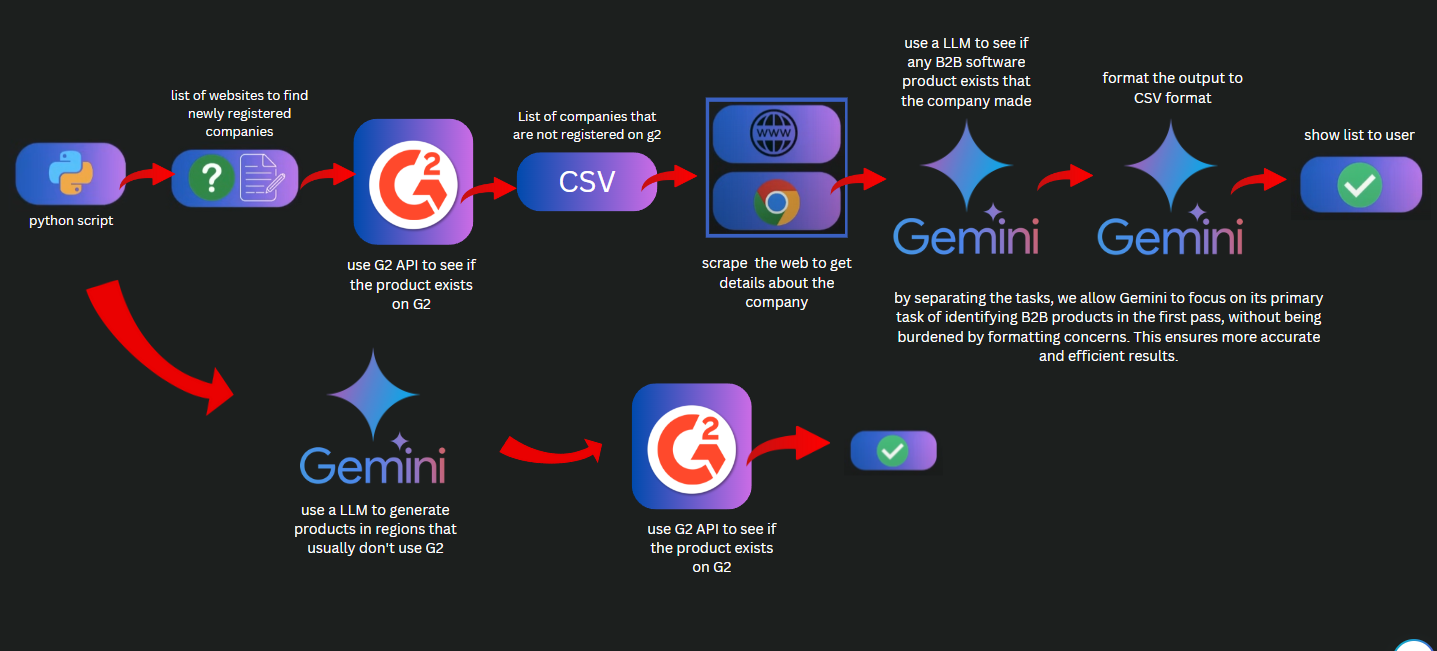 list of websites to find
newly registered
companies
python script
G2
use G2 API to see if
the product exists
on G2
List of companies that
are not registered on g2
CSV
www
scrape  the web to get
details about the
company
use a LLM to see if
any B2B software
product exists that
the company made
Gemini
format the output to
CSV format
Gemini
show list to user
by separating the tasks, we allow Gemini to focus on its primary
task of identifying B2B products in the first pass, without being
burdened by formatting concerns. This ensures more accurate
and efficient results.
Gemini
use a LLM to generate
products in regions that
usually don't use G2
G2
use G2 API to see if
the product exists
on G2